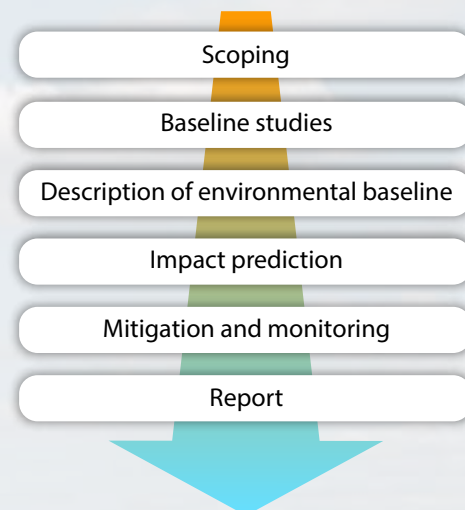 Scoping
Baseline studies
Description of environmental baseline
Impact prediction
Mitigation and monitoring
Report